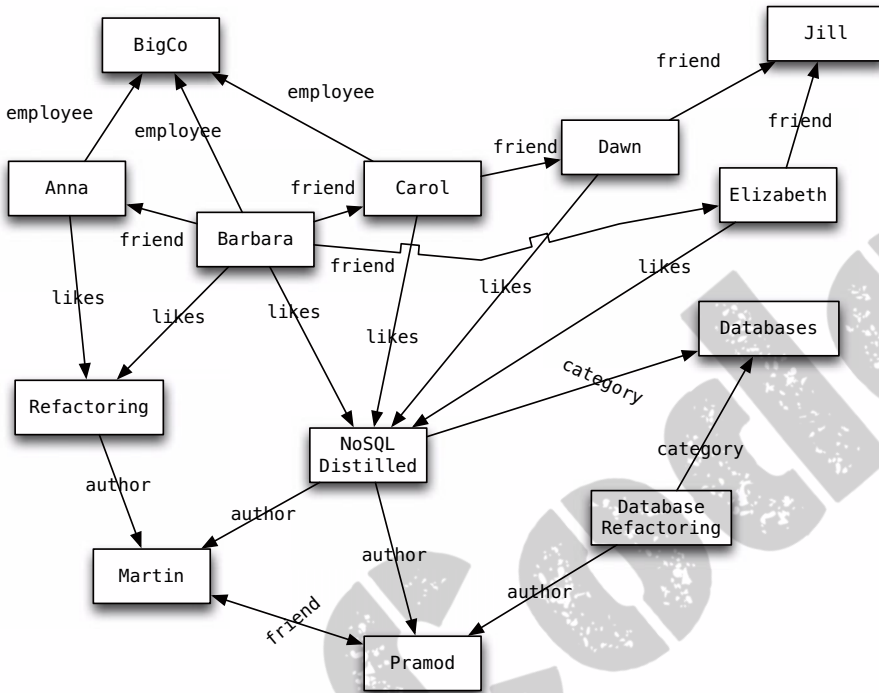 BigCo
Jill
friend
employee
employee
employee
friend
Dawn
friend
Anna
friend
Carol
Elizabeth
friend
Barbara
friend
likes
likes
likes
likes
likes
likes
Databases
category
Refactoring
NoSQL
Distilled
category
author
author
Database
Refactoring
author
Martin
author
friend
Pramod